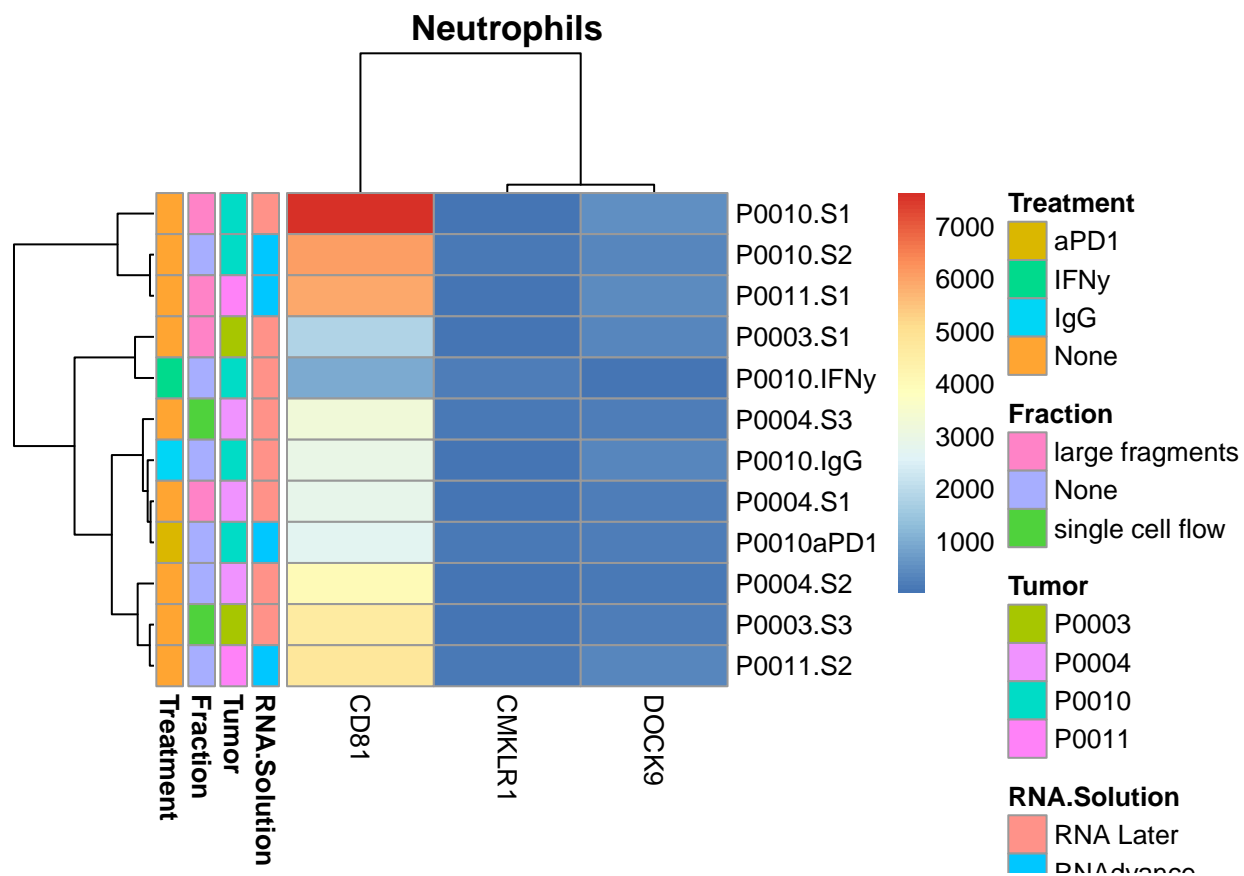 Neutrophils
P0010.S1
P0010.S2
P0011.S1
P0003.S1
P0010.IFNy
P0004.S3
P0010.IgG
P0004.S1
P0010aPD1
P0004.S2
P0003.S3
P0011.S2
Treatment
Fraction
Tumor
RNA.Solution
CD81
CMKLR1
DOCK9
7000
6000
5000
4000
3000
2000
1000
Treatment
aPD1
IFNy
IgG
None
Fraction
large fragments
None
single cell flow
Tumor
P0003
P0004
P0010
P0011
RNA.Solution
RNA Later
RNAdvance